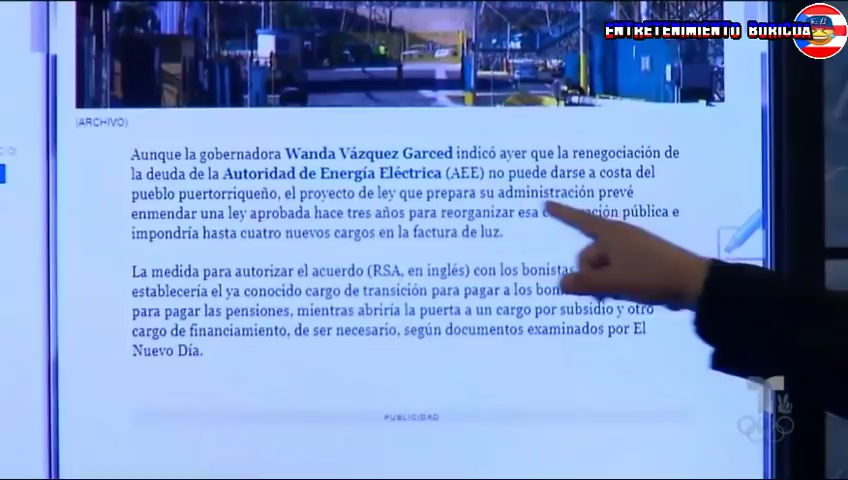 ENTRETENIMIENTO BORICUA
(ARCHIVO)
Aunque la gobernadora Wanda Vázquez Garced indicó ayer que la renegociación de
la deuda de la Autoridad de Energía Eléctrica (AEE) no puede darse a costa del
pueblo puertorriqueño, el proyecto de ley que prepara su administración prevé
enmendar una ley aprobada hace tres años para reorganizar esa pública e
impondría hasta cuatro nuevos cargos en la factura de luz.
La medida para autorizar el acuerdo (RSA, en inglés) con los bonistas
establecería el ya conocido cargo de transición para pagar a los
para pagar las pensiones, mientras abriría la puerta a un cargo por subsidio y otro
cargo de financiamiento, de ser necesario, según documentos examinados por El
Nuevo Día.
PUBLICIDAD